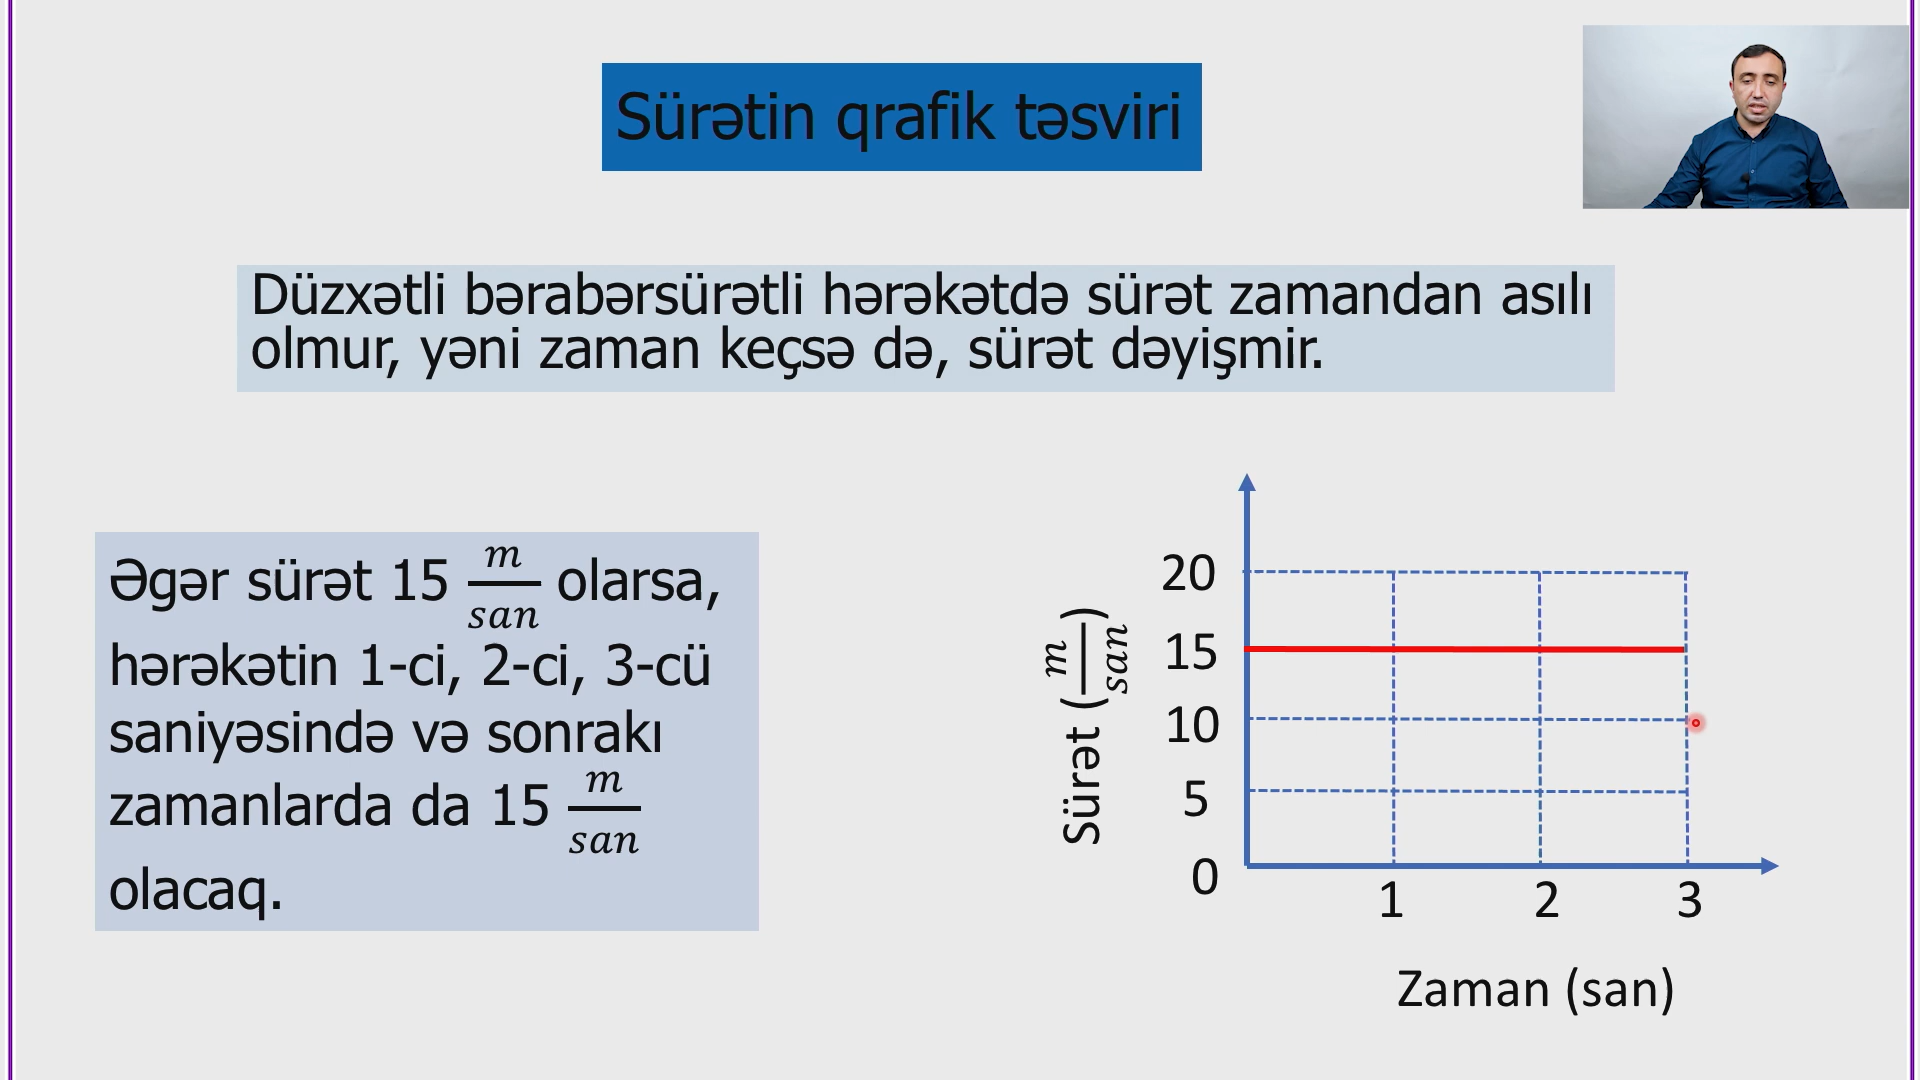 Sürətin qrafik təsviri
Düzxətli bərabərsürətli hərəkətdə sürət zamandan asılı
olmur, yəni zaman keçsə də, sürət dəyişmir.
Əgər sürət 15 m/san olarsa,
hərəkətin 1-ci, 2-ci, 3-cü
saniyəsində və sonrakı
zamanlarda da 15 m/san
olacaq.
Sürət (m/san)
20
15
10
5
0
1 2 3
Zaman (san)